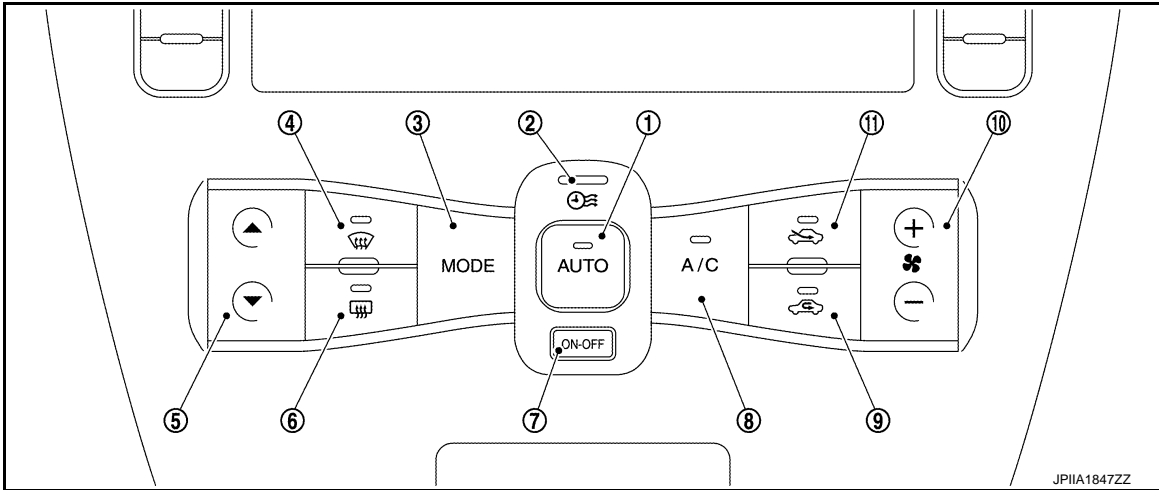 ④ ③ ② ① ⑪ ⑩
MODE AUTO A/C
ON-OFF
⑤ ⑥ ⑦ ⑧ ⑨
JPIIA1847ZZ